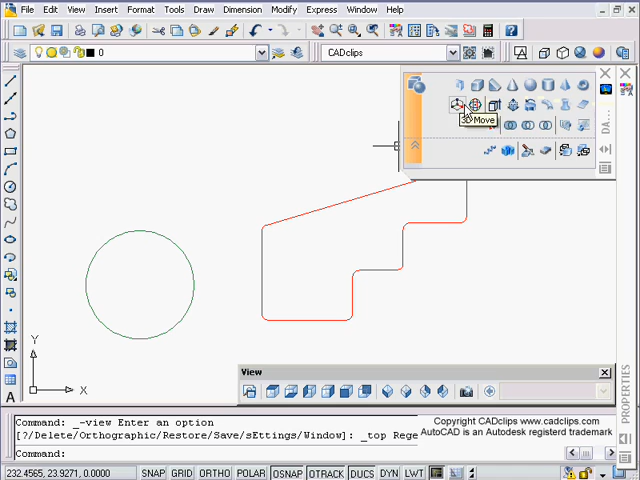 File Edit View Insert Format Tools Draw Dimension Modify Express Window Help
0
CADclips
3D Move
DA...
Y
X
View
PROPERTIES
Command: _-view Enter an option
[?/Delete/Orthographic/Restore/Save/sEttings/Window]: _top Rege
Command:
Copyright CADclips www.cadclips.com
AutoCAD is an Autodesk registerd trademark
232.4565, 23.9271, 0.0000 SNAP GRID ORTHO POLAR OSNAP OTRACK DUCS DYN LWT